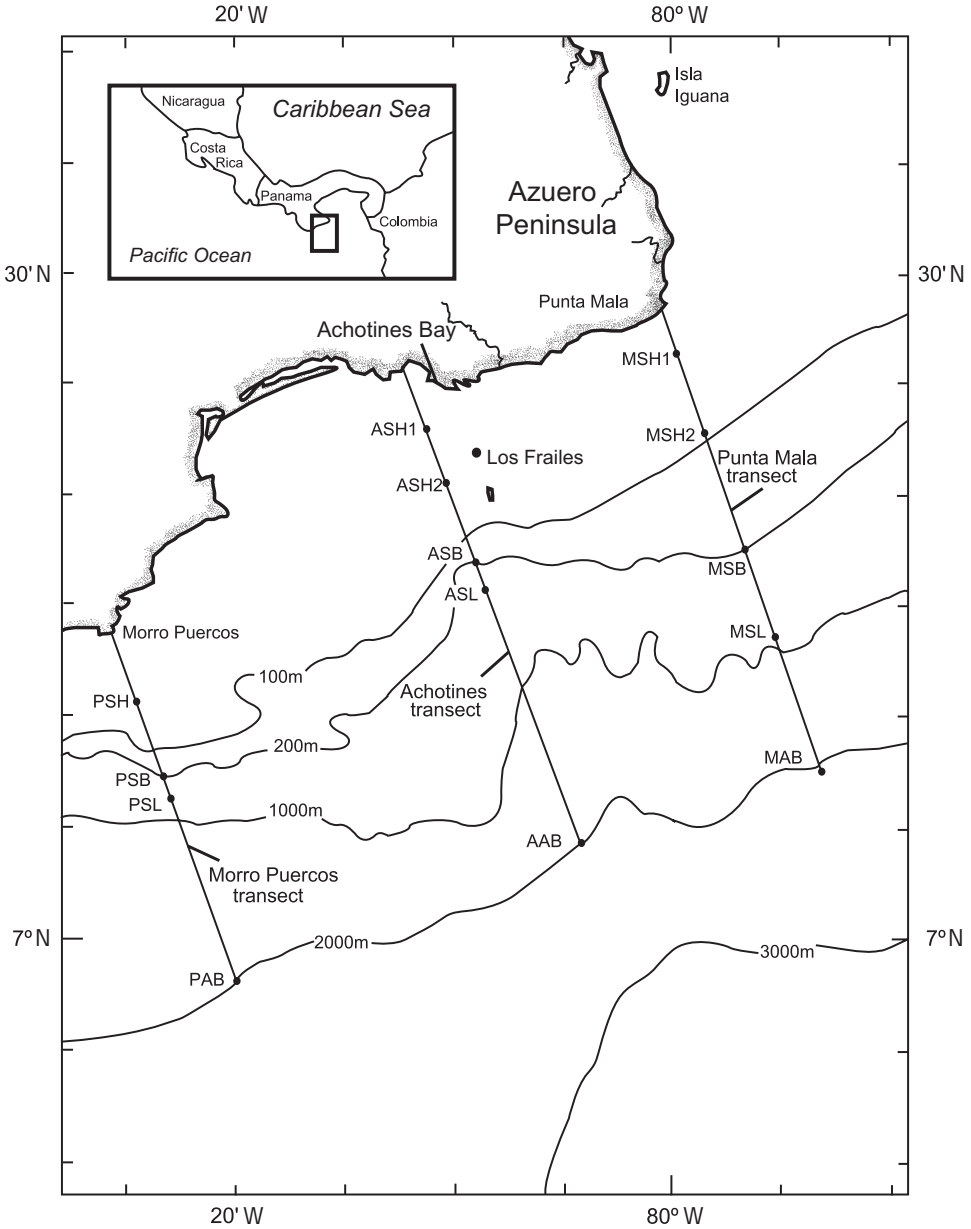 20' W
80º W
Isla
Iguana
Nicaragua
Caribbean Sea
Costa
Rica
Panama
Colombia
Pacific Ocean
Azuero
Peninsula
30' N
30' N
Punta Mala
Achotines Bay
MSH1
ASH1
MSH2
Los Frailes
Punta Mala
transect
ASH2
ASB
MSB
ASL
Morro Puercos
MSL
100m
PSH
Achotines
transect
200m
MAB
PSB
PSL
1000m
AAB
Morro Puercos
transect
7º N
2000m
3000m
7º N
PAB
20' W
80º W